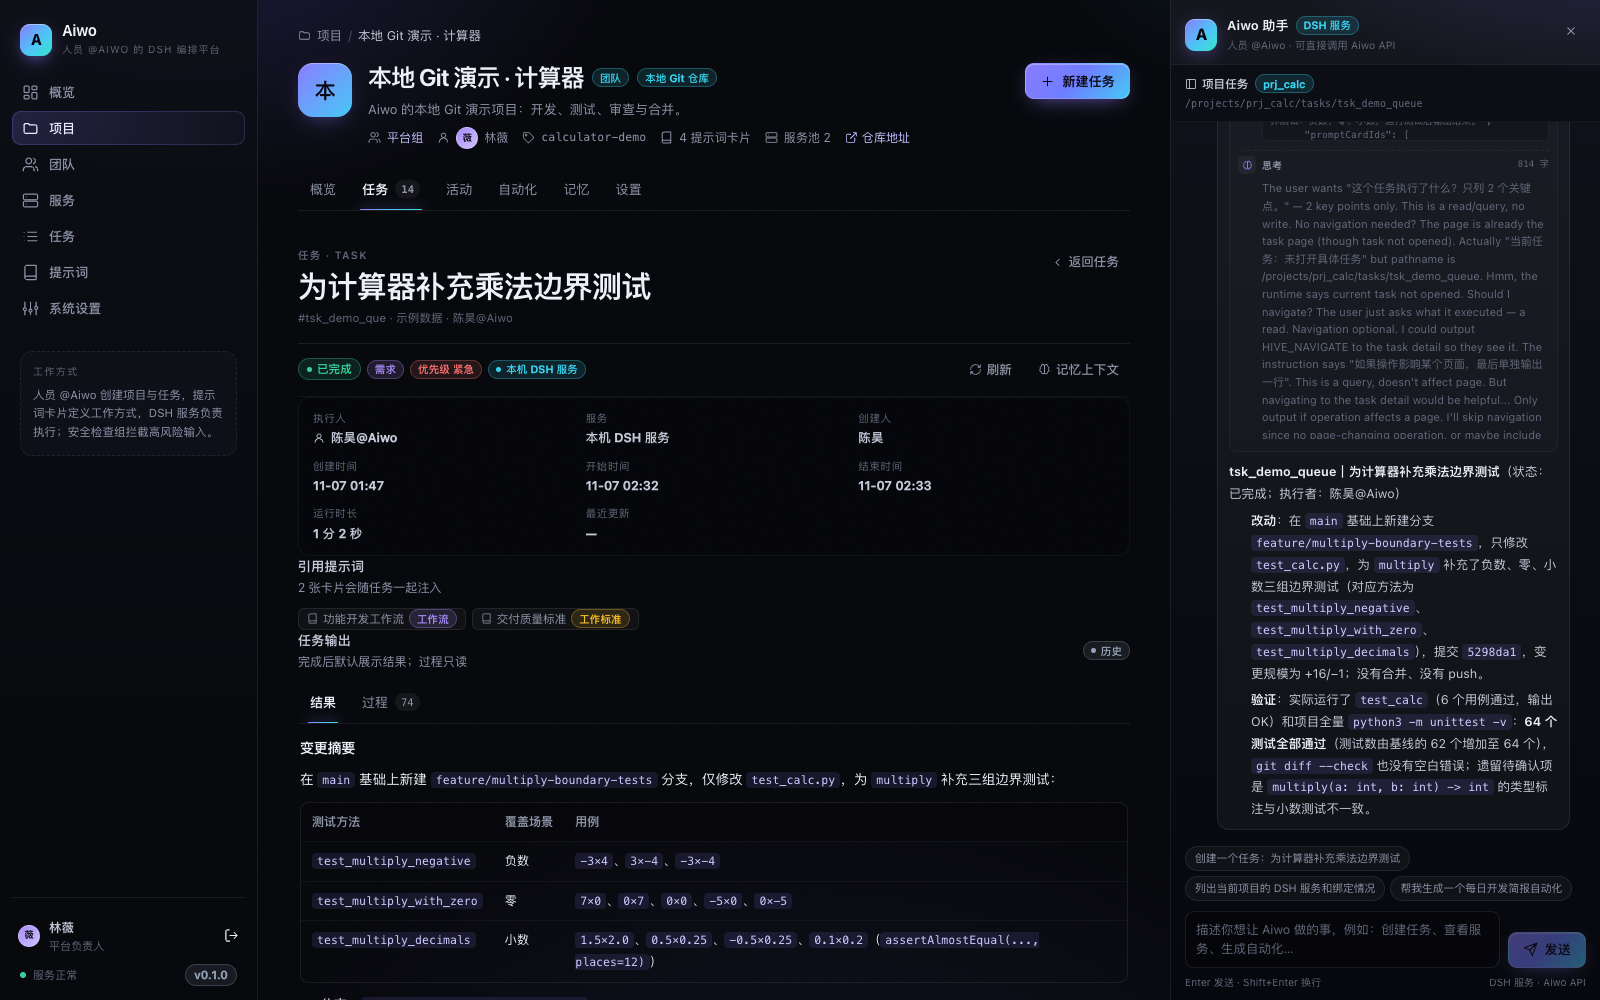 A
Aiwo
人员 @AIWO 的 DSH 编排平台
概览
项目
团队
服务
任务
提示词
系统设置
工作方式
人员 @Aiwo 创建项目与任务，提示
词卡片定义工作方式，DSH 服务负责
执行；安全检查组拦截高风险输入。
薇
林薇
平台负责人
服务正常
v0.1.0
项目 / 本地 Git 演示 · 计算器
本
本地 Git 演示 · 计算器 团队 本地 Git 仓库
Aiwo 的本地 Git 演示项目：开发、测试、审查与合并。
平台组 薇 林薇 calculator-demo 4 提示词卡片 服务池 2 仓库地址
新建任务
概览 任务 14 活动 自动化 记忆 设置
任务 · TASK
为计算器补充乘法边界测试
#tsk_demo_que · 示例数据 · 陈昊@Aiwo
返回任务
已完成 需求 优先级 紧急 本机 DSH 服务
刷新 记忆上下文
执行人 服务 创建人
陈昊@Aiwo 本机 DSH 服务 陈昊
创建时间 开始时间 结束时间
11-07 01:47 11-07 02:32 11-07 02:33
运行时长 最近更新
1 分 2 秒 —
引用提示词
2 张卡片会随任务一起注入
功能开发工作流 工作流 交付质量标准 工作标准
任务输出
完成后默认展示结果；过程只读
历史
结果 过程 74
变更摘要
在 main 基础上新建 feature/multiply-boundary-tests 分支，仅修改 test_calc.py，为 multiply 补充三组边界测试：
测试方法 覆盖场景 用例
test_multiply_negative 负数 -3×4、3×-4、-3×-4
test_multiply_with_zero 零 7×0、0×7、0×0、-5×0、0×-5
test_multiply_decimals 小数 1.5×2.0、0.5×0.25、-0.5×0.25、0.1×0.2（assertAlmostEqual(...,
places=12)）
A
Aiwo 助手 DSH 服务
人员 @Aiwo · 可直接调用 Aiwo API
项目任务 prj_calc
/projects/prj_calc/tasks/tsk_demo_queue
"promptCardIds": [
思考 814 字
The user wants "这个任务执行了什么？只列 2 个关键
点。" — 2 key points only. This is a read/query, no
write. No navigation needed? The page is already the
task page (though task not opened). Actually "当前任
务：未打开具体任务" but pathname is
/projects/prj_calc/tasks/tsk_demo_queue. Hmm, the
runtime says current task not opened. Should I
navigate? The user just asks what it executed — a
read. Navigation optional. I could output
HIVE_NAVIGATE to the task detail so they see it. The
instruction says "如果操作影响某个页面，最后单独输出
一行". This is a query, doesn't affect page. But
navigating to the task detail would be helpful... Only
output if operation affects a page. I'll skip navigation
since no page-changing operation, or maybe include
tsk_demo_queue | 为计算器补充乘法边界测试（状态：
已完成；执行者：陈昊@Aiwo）
改动：在 main 基础上新建分支
feature/multiply-boundary-tests，只修改
test_calc.py，为 multiply 补充了负数、零、小
数三组边界测试（对应方法为
test_multiply_negative、
test_multiply_with_zero、
test_multiply_decimals），提交 5298da1，变
更规模为 +16/−1；没有合并、没有 push。
验证：实际运行了 test_calc（6 个用例通过，输出
OK）和项目全量 python3 -m unittest -v：64 个
测试全部通过（测试数由基线的 62 个增加至 64 个），
git diff --check 也没有空白错误；遗留待确认项
是 multiply(a: int, b: int) -> int 的类型标
注与小数测试不一致。
创建一个任务：为计算器补充乘法边界测试
列出当前项目的 DSH 服务和绑定情况 帮我生成一个每日开发简报自动化
描述你想让 Aiwo 做的事，例如：创建任务、查看服
务、生成自动化...
发送
Enter 发送 · Shift+Enter 换行
DSH 服务 · Aiwo API